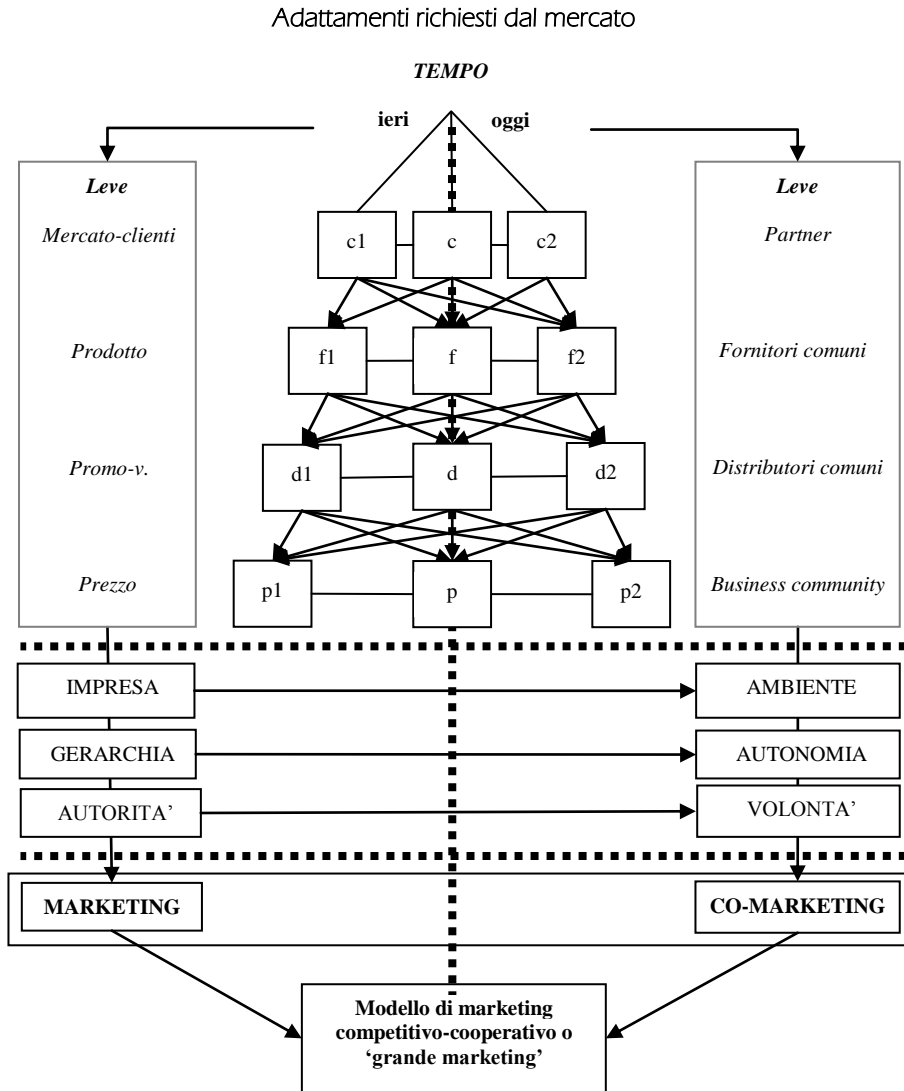 Adattamenti richiesti dal mercato
TEMPO
ieri
oggi
Leve
Mercato-clienti
Prodotto
Promo-v.
Prezzo
c1
c
c2
f1
f
f2
d1
d
d2
p1
p
p2
Leve
Partner
Fornitori comuni
Distributori comuni
Business community
IMPRESA
AMBIENTE
GERARCHIA
AUTONOMIA
AUTORITA’
VOLONTA’
MARKETING
CO-MARKETING
Modello di marketing
competitivo-cooperativo o
‘grande marketing’